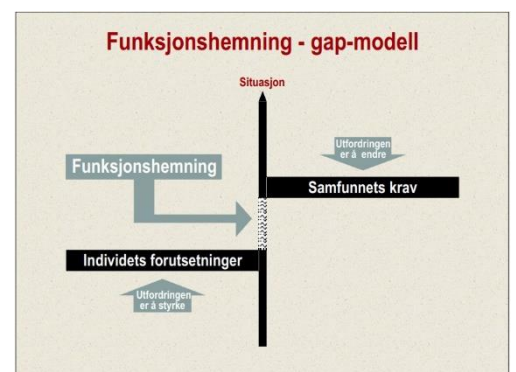 Funksjonshemning - gap-modell
Situasjon
Utfordringen
er å endre
Funksjonshemning
Samfunnets krav
Individets forutsetninger
Utfordringen
er å styrke